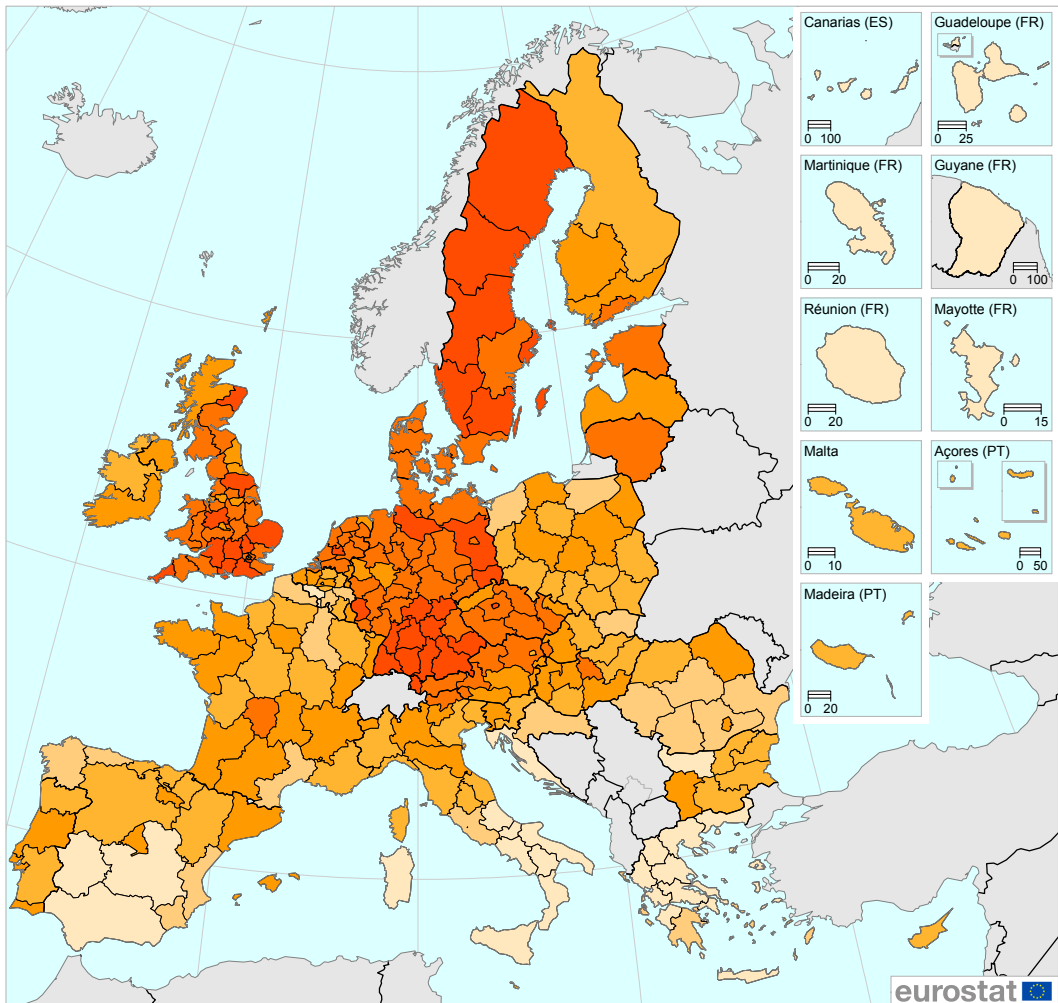 Canarias (ES)
0 100
Guadeloupe (FR)
0 25
Martinique (FR)
0 20
Guyane (FR)
0 100
Réunion (FR)
0 20
Mayotte (FR)
0 15
Malta
0 10
Açores (PT)
0 50
Madeira (PT)
0 20
eurostat